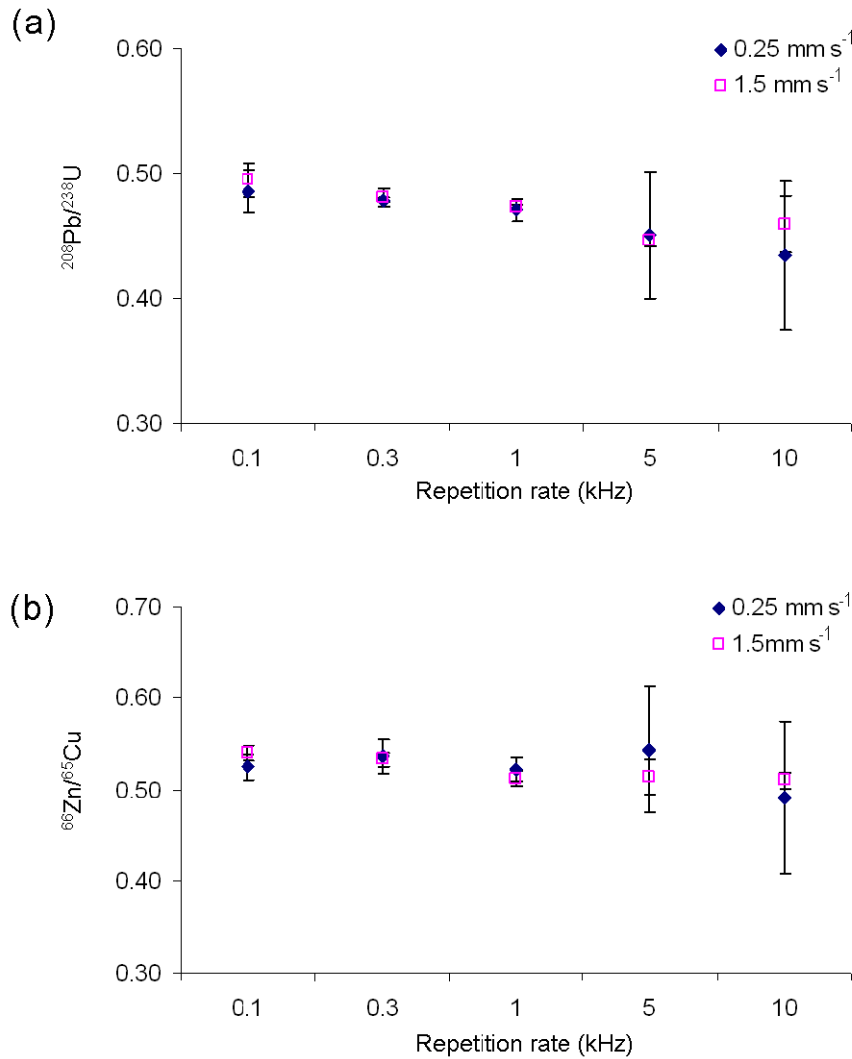 (a)
0.60
0.50
0.40
0.30
²⁰⁸Pb/²³⁸U
0.25 mm s⁻¹
1.5 mm s⁻¹
0.1 0.3 1 5 10
Repetition rate (kHz)
(b)
0.70
0.60
0.50
0.40
0.30
⁶⁶Zn/⁶⁵Cu
0.25 mm s⁻¹
1.5mm s⁻¹
0.1 0.3 1 5 10
Repetition rate (kHz)